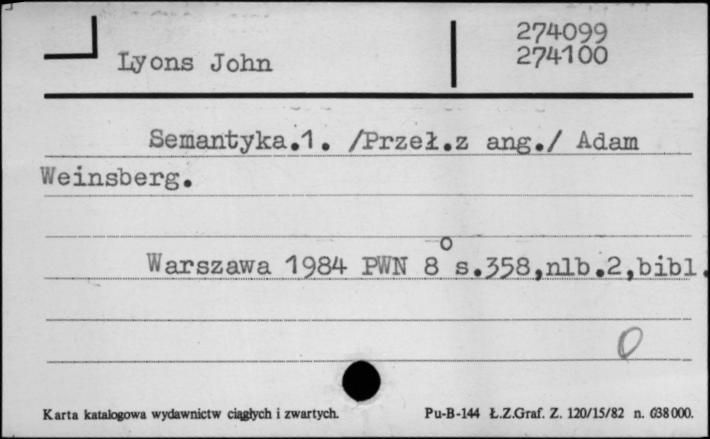 Lyons John
274099
274100
Semantyka.1. /Przeł.z ang./ Adam
Weinsberg.
Warszawa 1984 PWN 8° s.358,nlb.2,bibl.
0
Karta katalogowa wydawnictw ciągłych i zwartych.
Pu-B-144 Ł.Z.Graf. Z. 120/15/82 n. 638000.